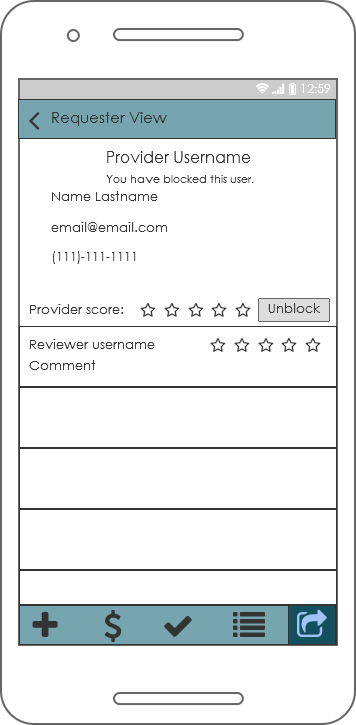 12:59
Requester View
Provider Username
You have blocked this user.
Name Lastname
email@email.com
(111)-111-1111
Provider score: Unblock
Reviewer username
Comment